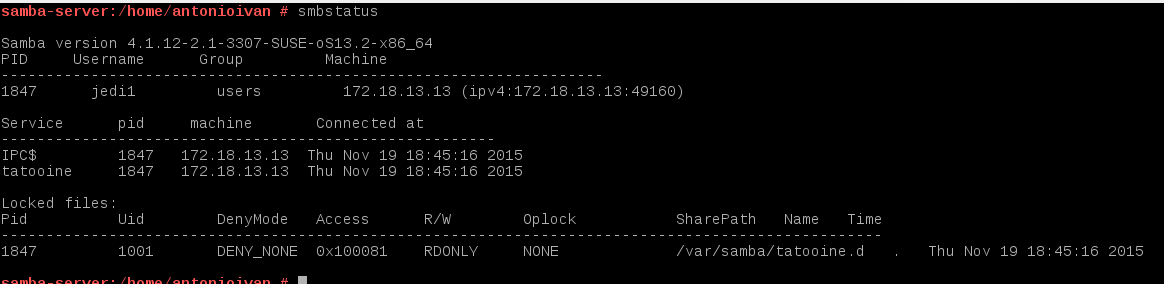 samba-server:/home/antonioivan # smbstatus
Samba version 4.1.12-2.1-3307-SUSE-oS13.2-x86_64
PID     Username      Group         Machine
-------------------------------------------------------------------
1847      jedi1         users         172.18.13.13 (ipv4:172.18.13.13:49160)
Service      pid     machine       Connected at
-------------------------------------------------------
IPC$         1847   172.18.13.13  Thu Nov 19 18:45:16 2015
tatooine     1847   172.18.13.13  Thu Nov 19 18:45:16 2015
Locked files:
Pid          Uid        DenyMode   Access      R/W        Oplock           SharePath   Name   Time
--------------------------------------------------------------------------------------------------
1847         1001       DENY_NONE  0x100081    RDONLY     NONE             /var/samba/tatooine.d   .   Thu Nov 19 18:45:16 2015
samba-server:/home/antonioivan #